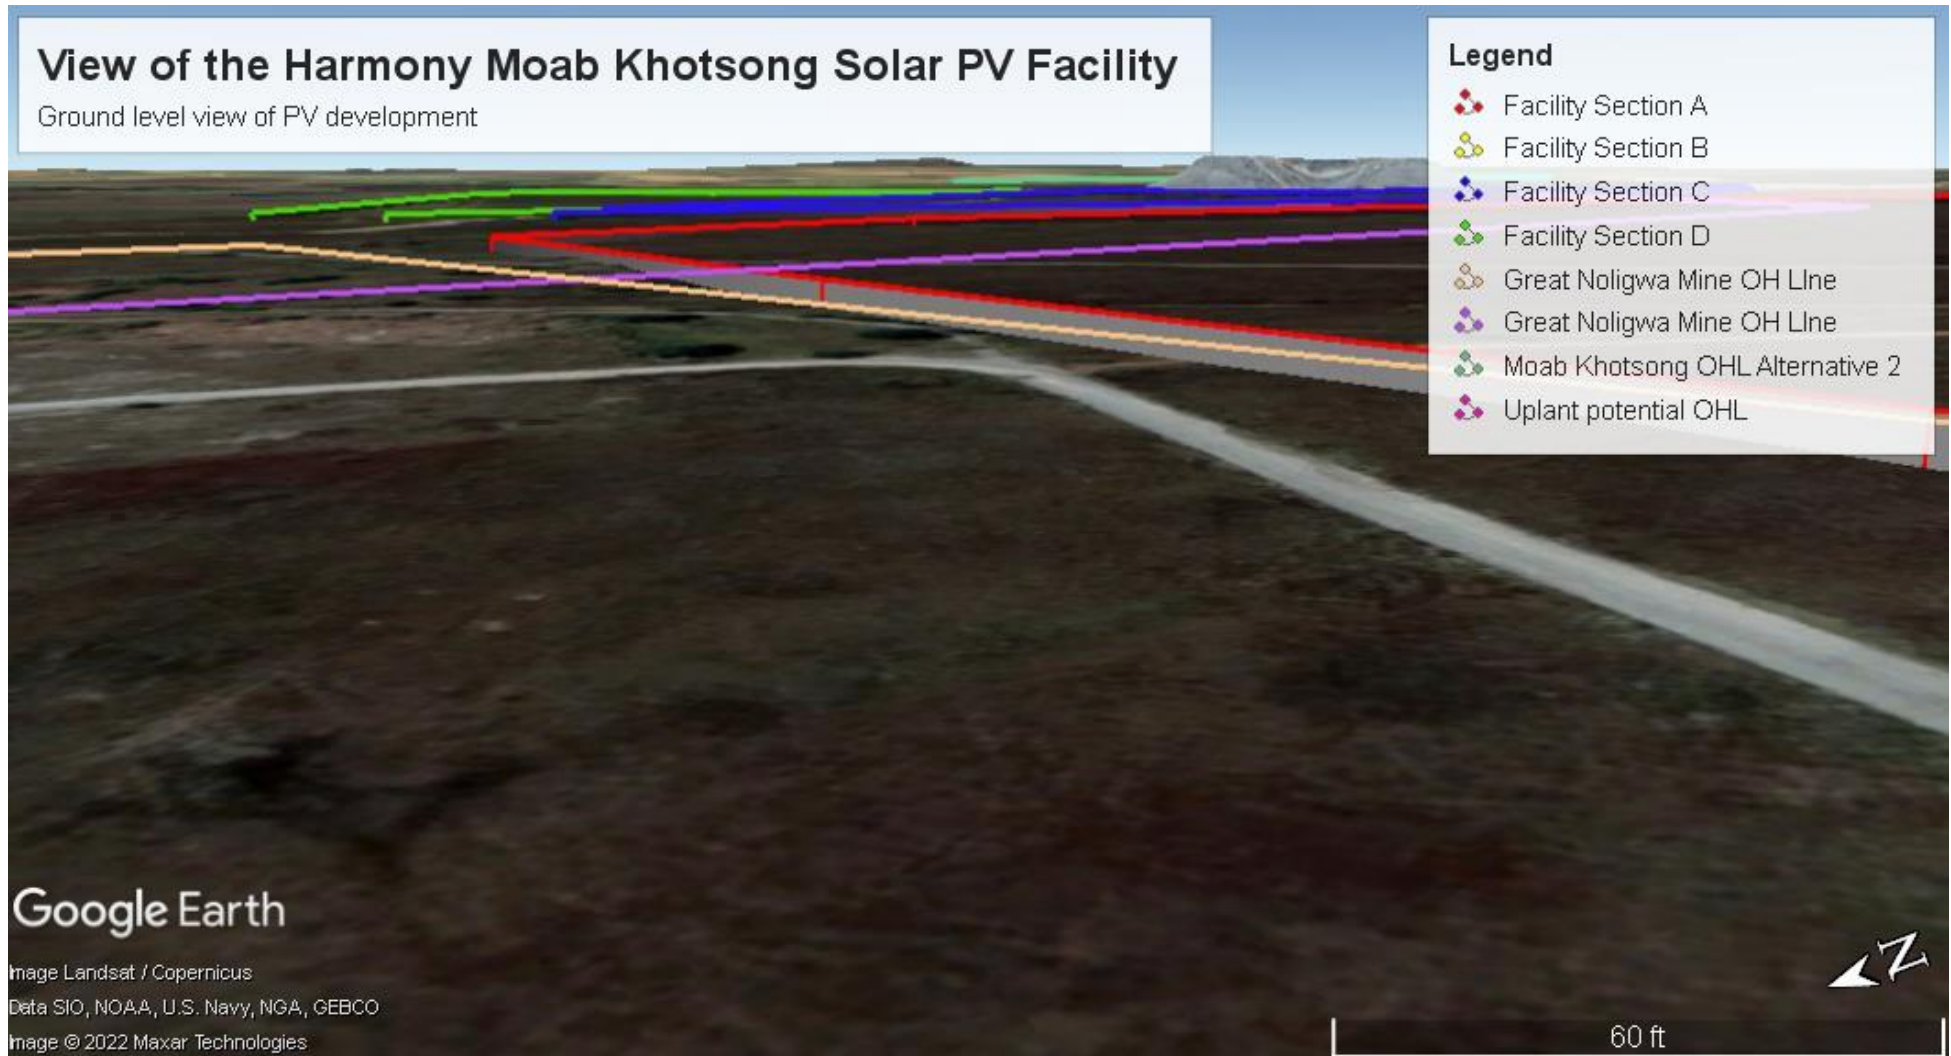 View of the Harmony Moab Khotsong Solar PV Facility
Ground level view of PV development
Legend
Facility Section A
Facility Section B
Facility Section C
Facility Section D
Great Noligwa Mine OH LIne
Great Noligwa Mine OH LIne
Moab Khotsong OHL Alternative 2
Uplant potential OHL
Google Earth
Image Landsat / Copernicus
Data SIO, NOAA, U.S. Navy, NGA, GEBCO
Image © 2022 Maxar Technologies
N
60 ft